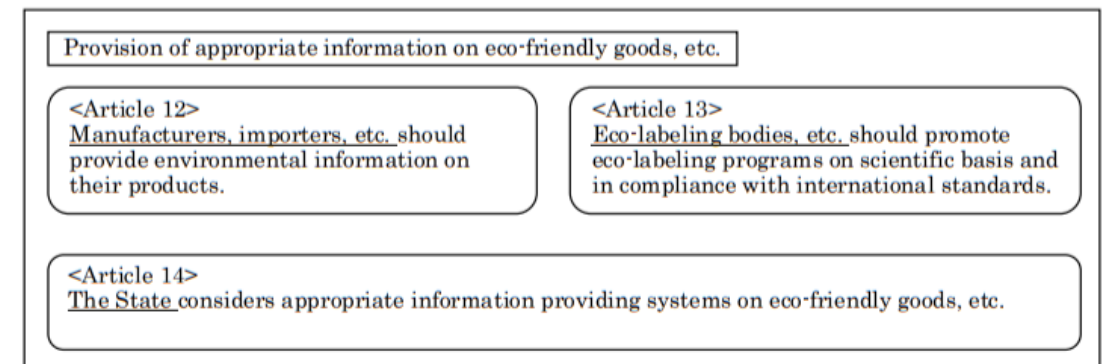 Provision of appropriate information on eco-friendly goods, etc.
<Article 12>
Manufacturers, importers, etc. should
provide environmental information on
their products.
<Article 13>
Eco-labeling bodies, etc. should promote
eco-labeling programs on scientific basis and
in compliance with international standards.
<Article 14>
The State considers appropriate information providing systems on eco-friendly goods, etc.